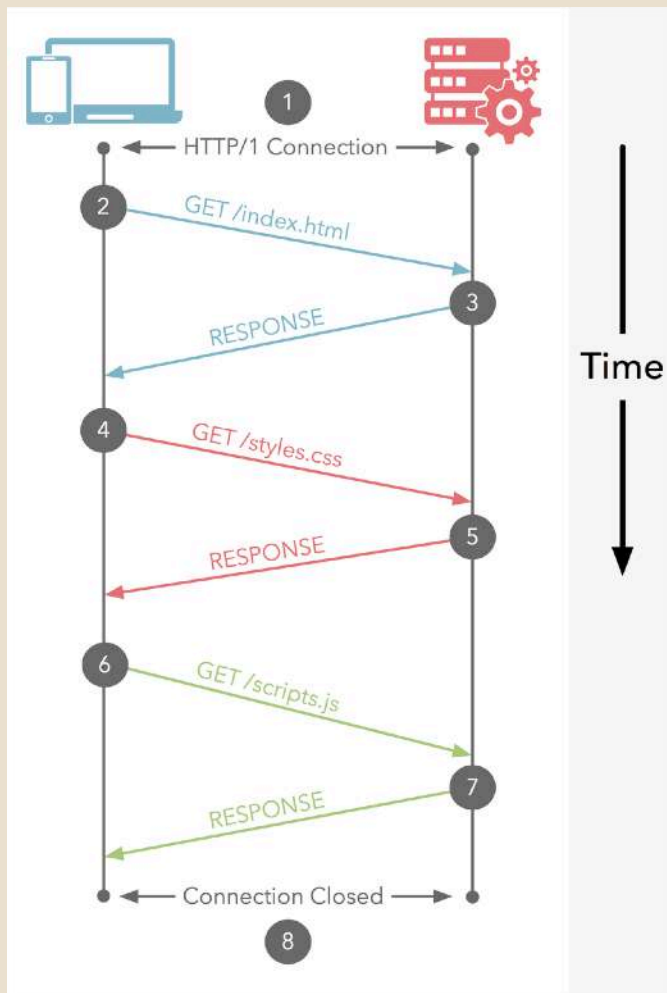 1
HTTP/1 Connection
2
GET /index.html
3
RESPONSE
Time
4
GET /styles.css
5
RESPONSE
6
GET /scripts.js
7
RESPONSE
Connection Closed
8